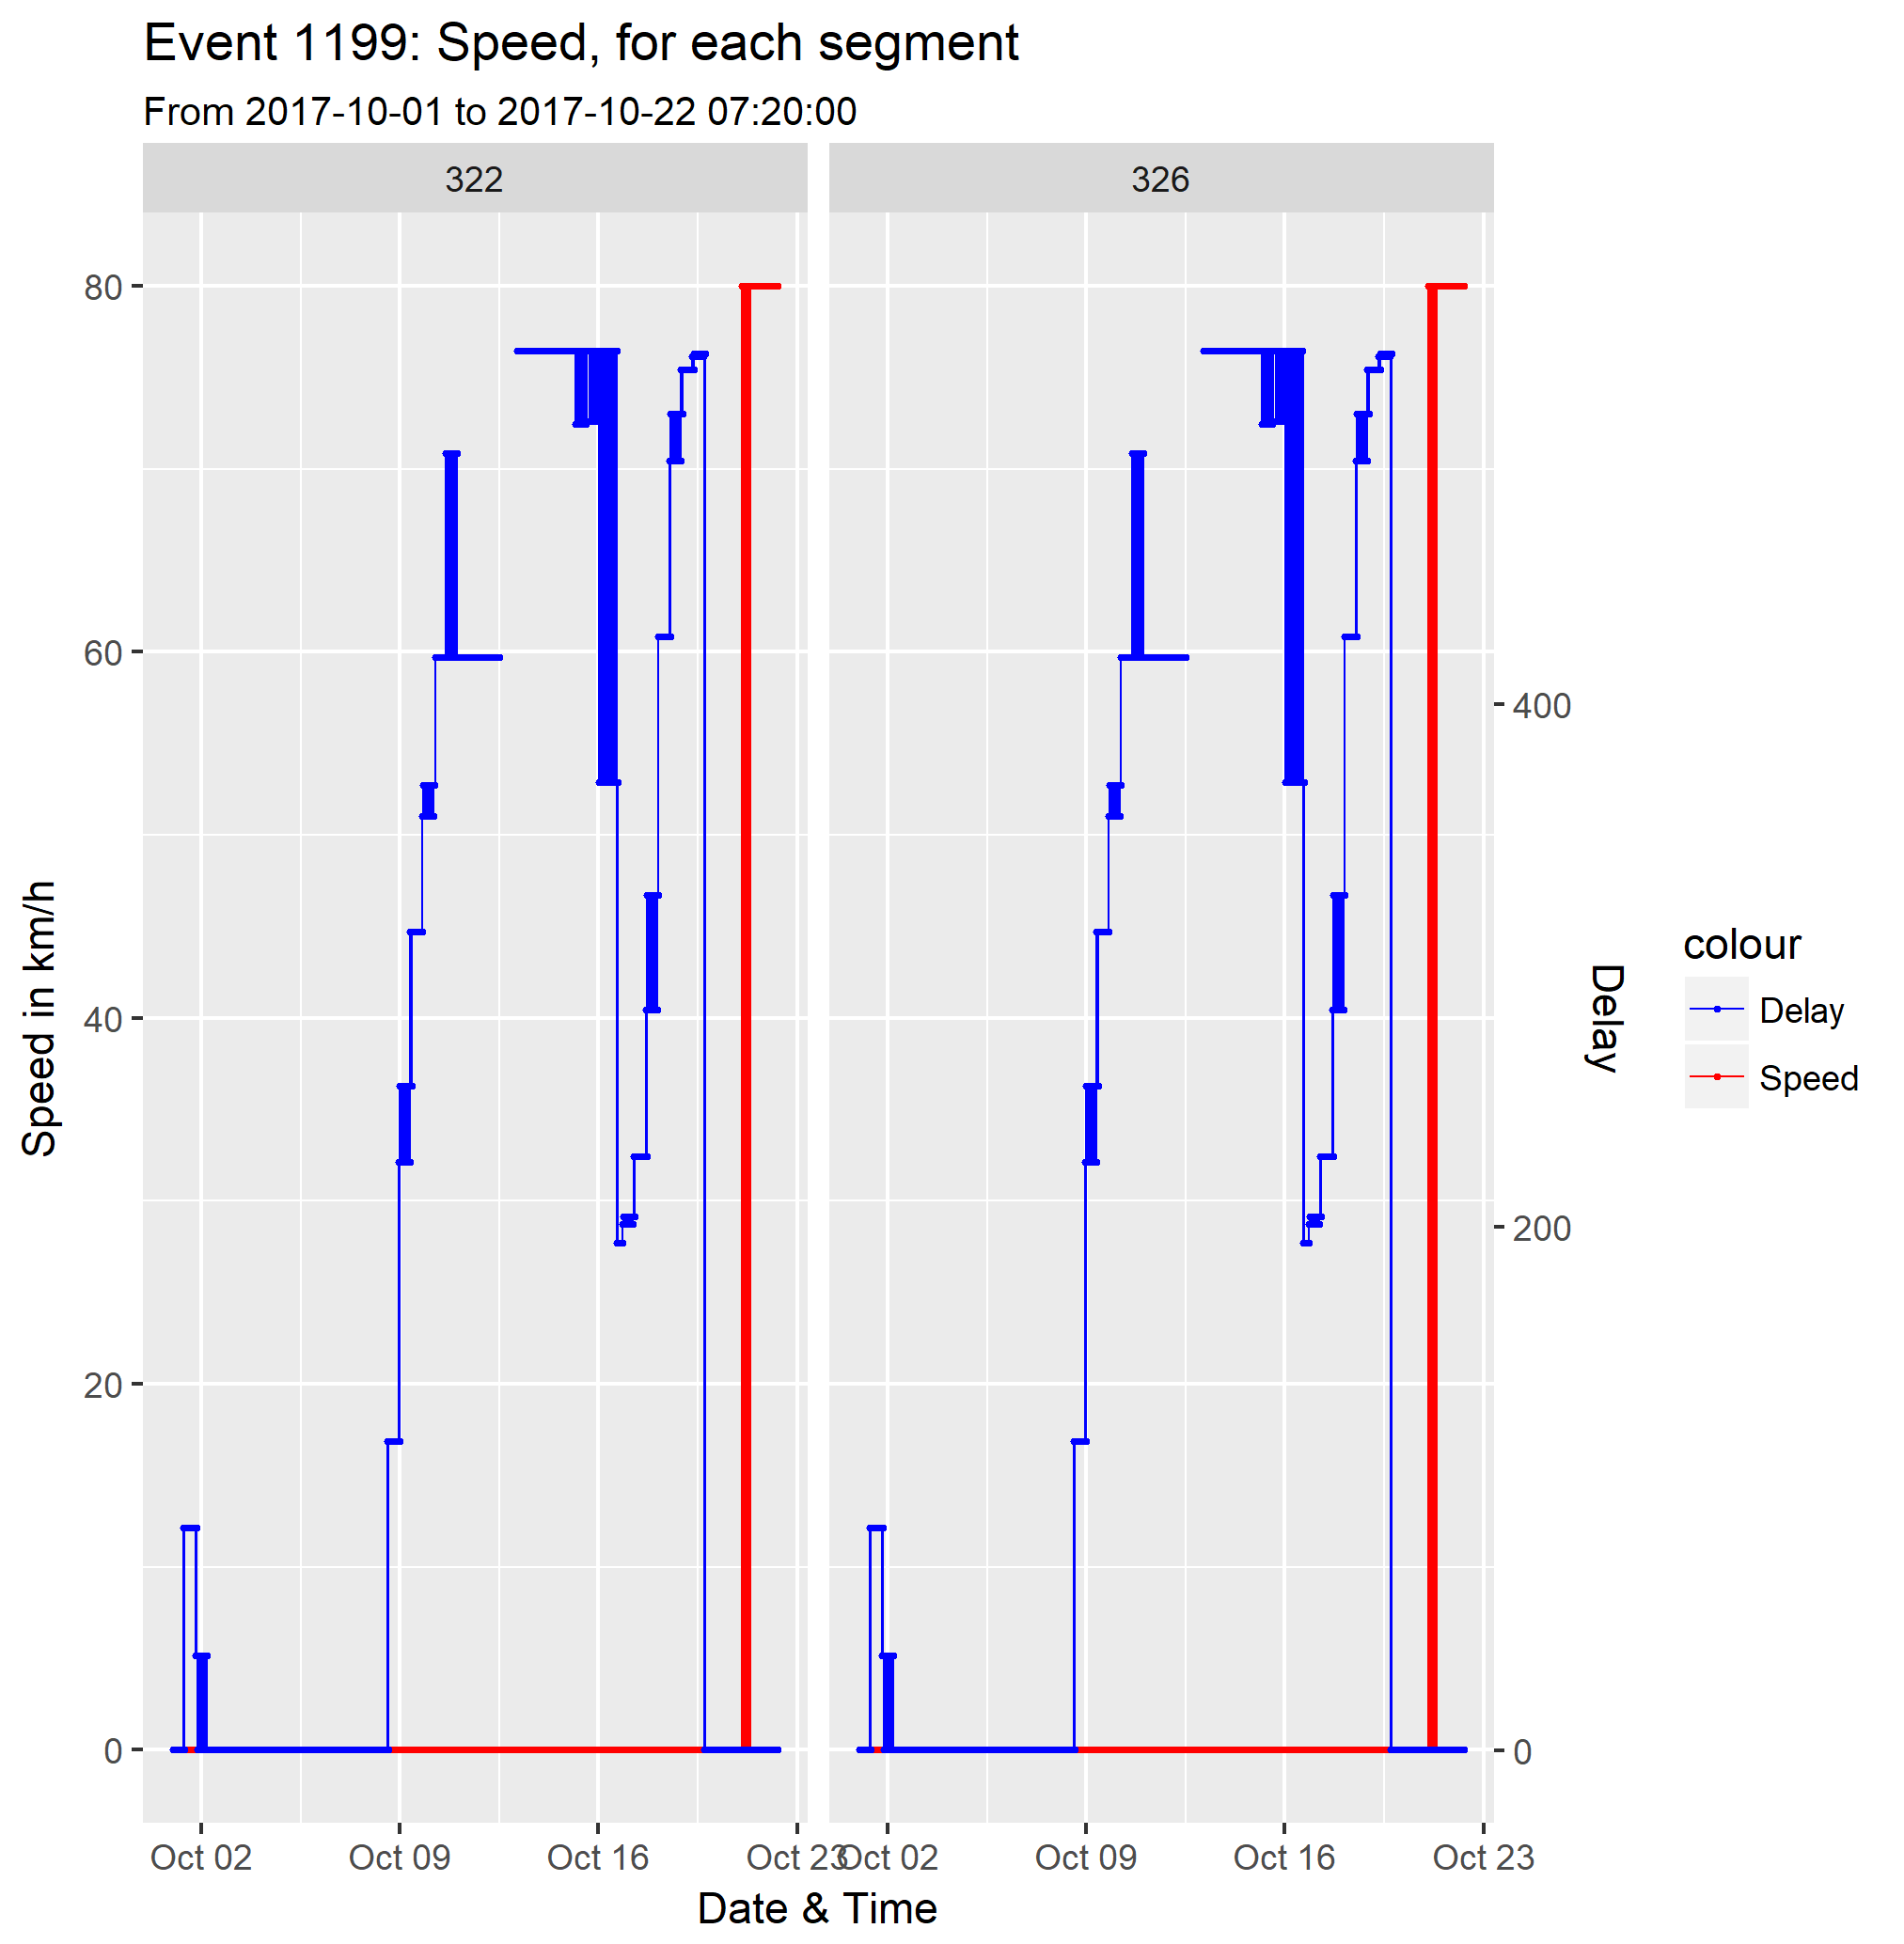 Event 1199: Speed, for each segment
From 2017-10-01 to 2017-10-22 07:20:00
322
326
80
60
40
20
0
Speed in km/h
400
200
0
Delay
colour
Delay
Speed
Oct 02
Oct 09
Oct 16
Oct 23
Oct 02
Oct 09
Oct 16
Oct 23
Date & Time